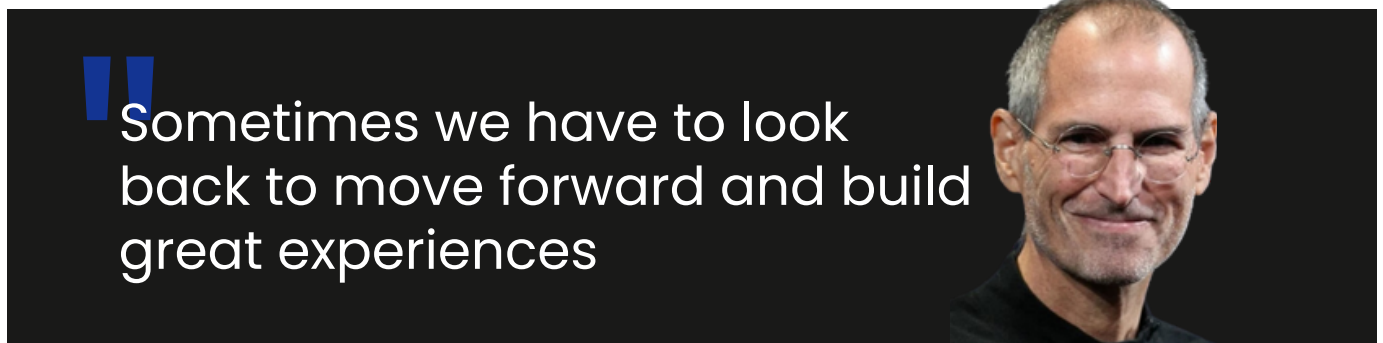 "Sometimes we have to look
back to move forward and build
great experiences